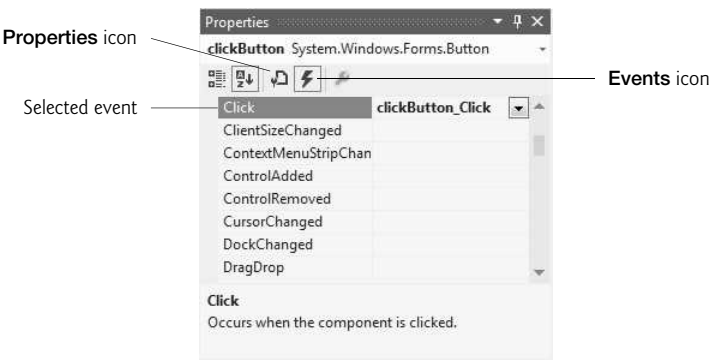 Properties
Properties icon
clickButton System.Windows.Forms.Button
Events icon
Selected event
Click clickButton_Click
ClientSizeChanged
ContextMenuStripChan
ControlAdded
ControlRemoved
CursorChanged
DockChanged
DragDrop
Click
Occurs when the component is clicked.